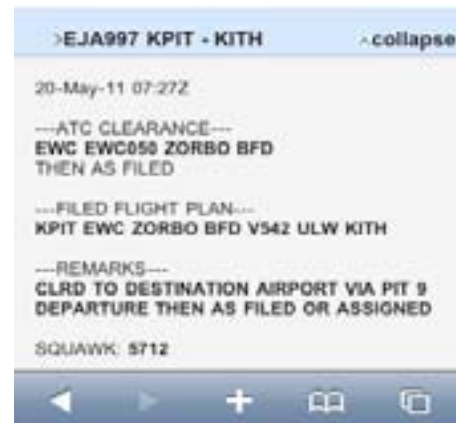 >EJA997 KPIT - KITH
-collapse
20-May-11 07:27Z
---ATC CLEARANCE---
EWC EWC050 ZORBO BFD
THEN AS FILED
---FILED FLIGHT PLAN---
KPIT EWC ZORBO BFD V542 ULW KITH
---REMARKS---
CLRD TO DESTINATION AIRPORT VIA PIT 9
DEPARTURE THEN AS FILED OR ASSIGNED
SQUAWK: 5712